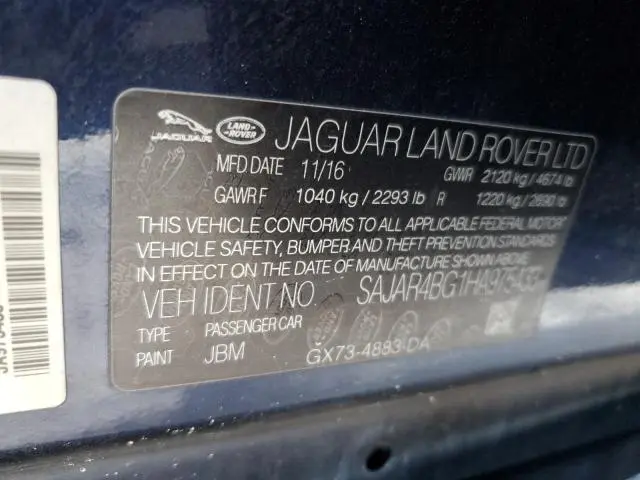 JAGUAR
LAND-
ROVER
JAGUAR LAND ROVER LTD
MFD DATE 11/16 GWR 2120 kg / 4674 lb
GAWR F 1040 kg / 2293 lb R 1220 kg / 2690 lb
THIS VEHICLE CONFORMS TO ALL APPLICABLE FEDERAL MOTOR
VEHICLE SAFETY, BUMPER AND THEFT PREVENTION STANDARDS
IN EFFECT ON THE DATE OF MANUFACTURE SHOWN ABOVE.
VEH IDENT NO. SAJAR4BG1HA975433
TYPE PASSENGER CAR
PAINT JBM GX73-4883-DA